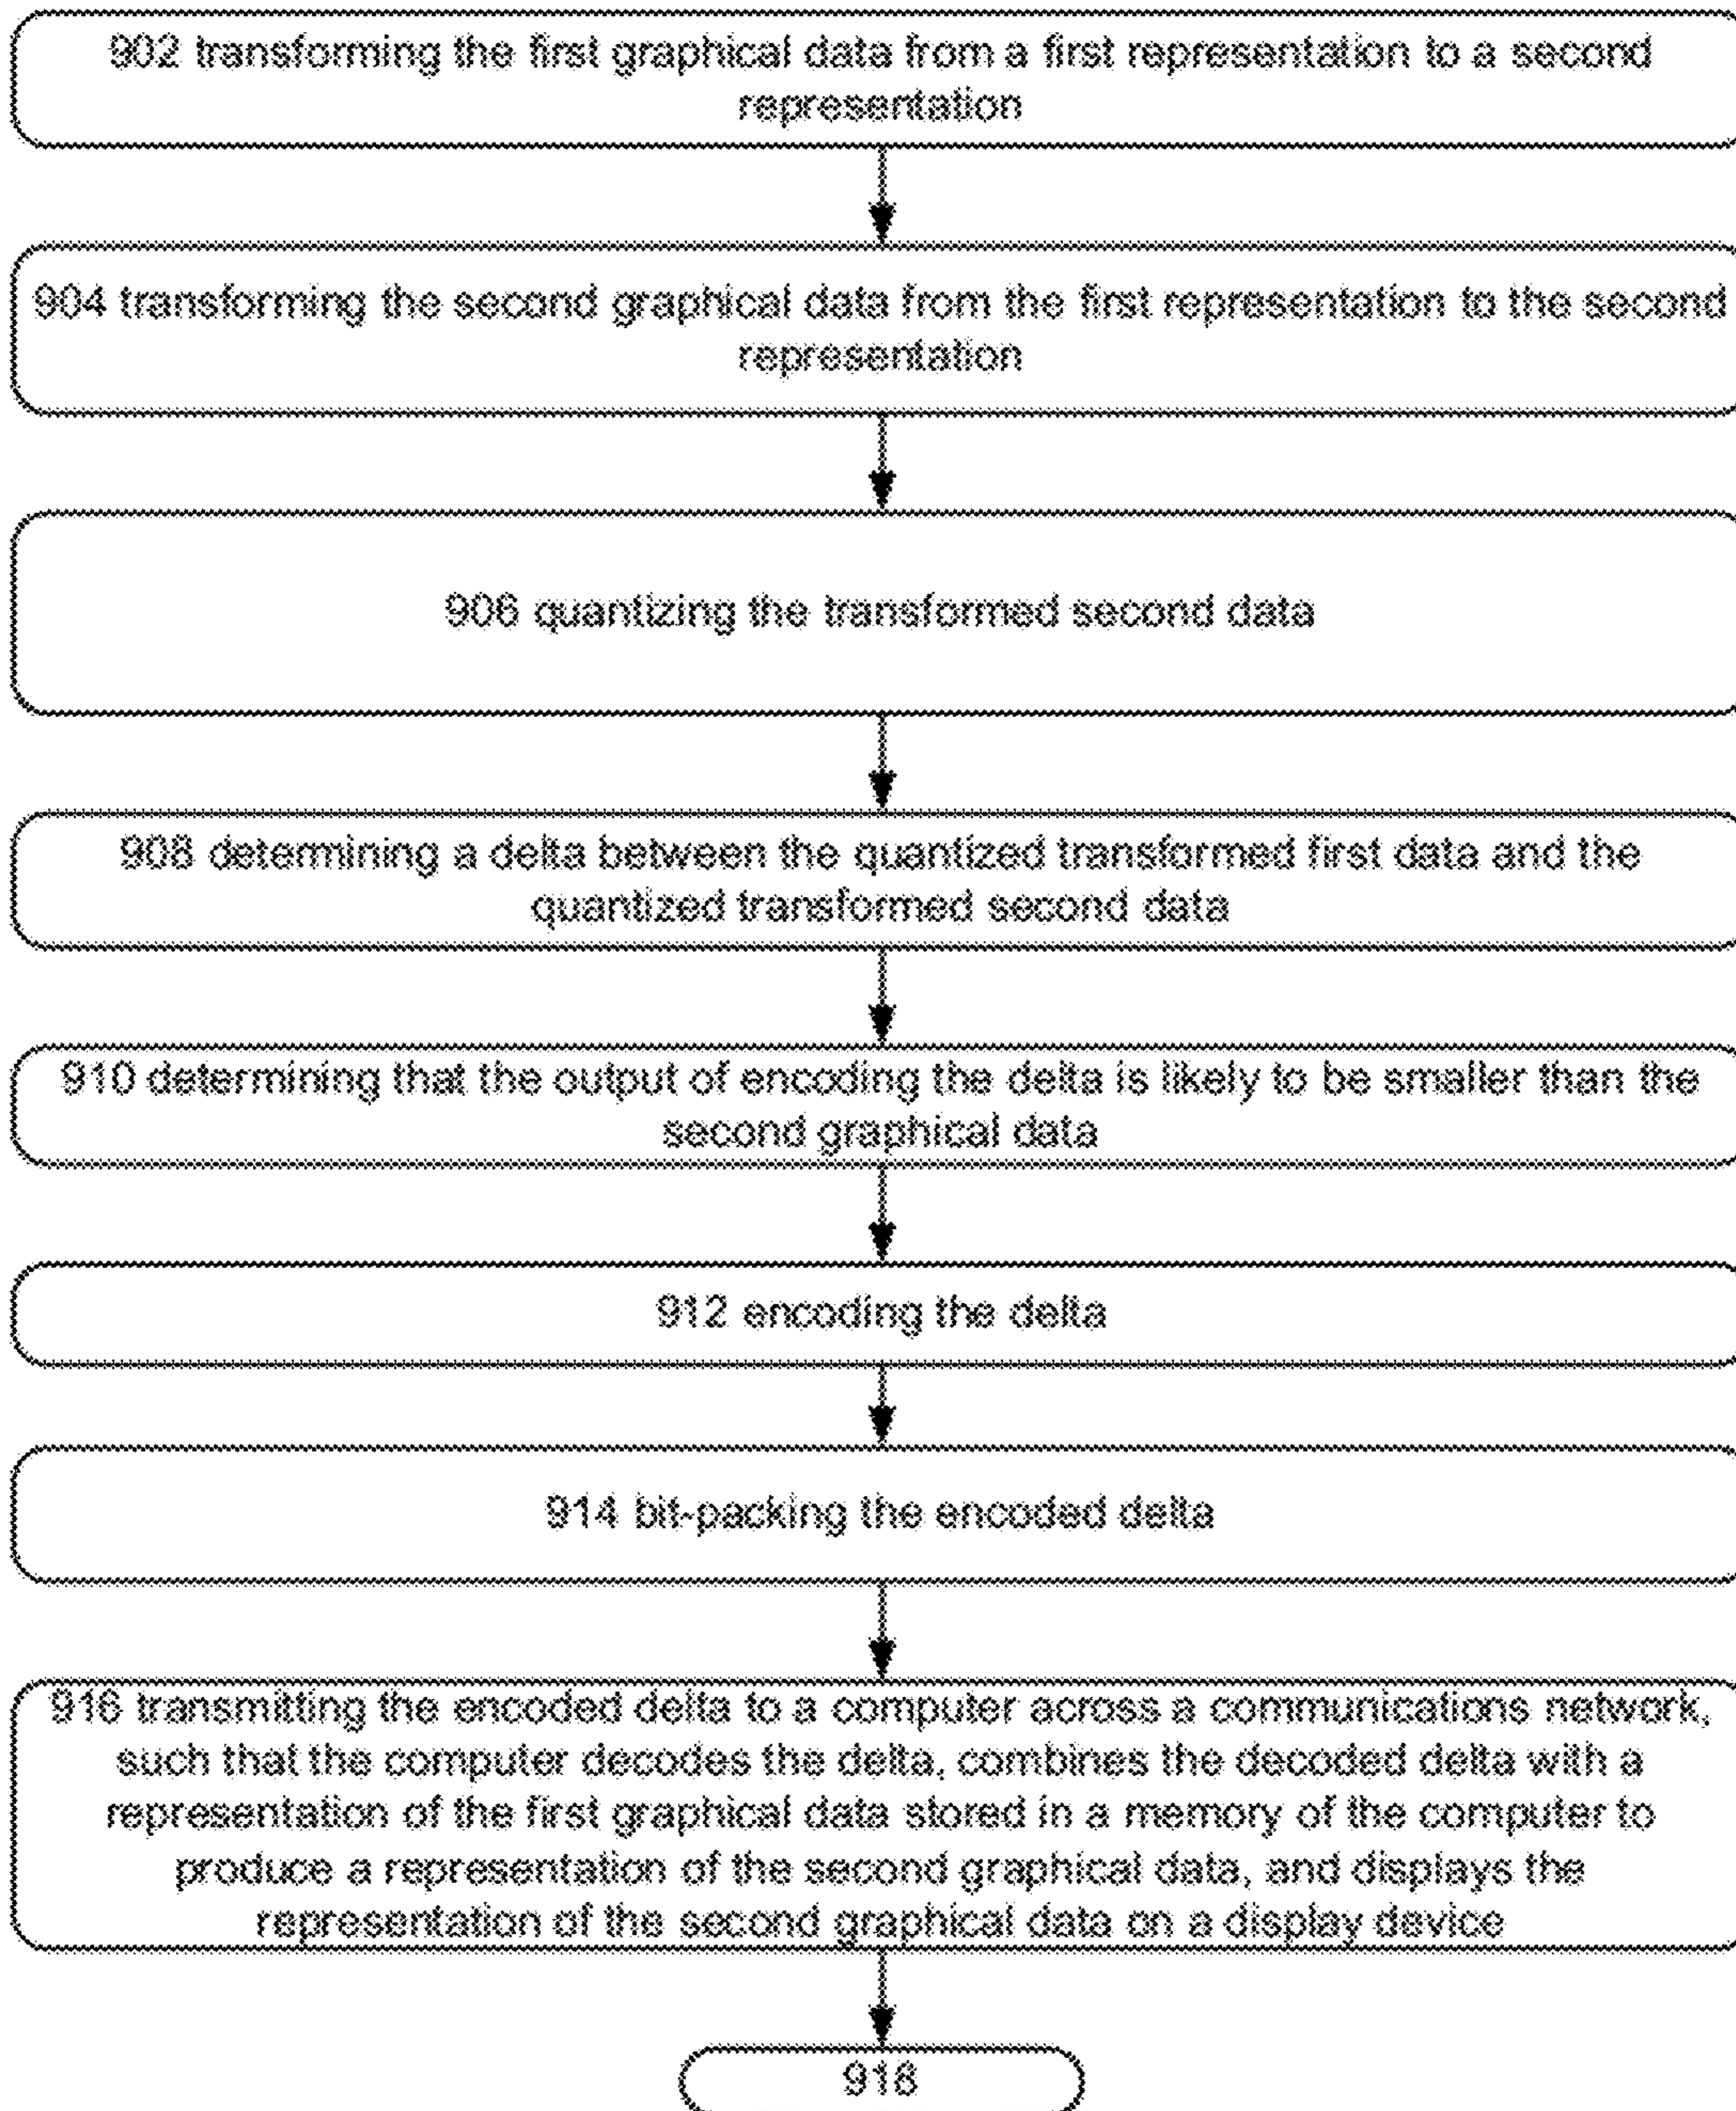 902 transforming the first graphical data from a first representation to a second
representation
904 transforming the second graphical data from the first representation to the second
representation
906 quantizing the transformed second data
908 determining a delta between the quantized transformed first data and the
quantized transformed second data
910 determining that the output of encoding the delta is likely to be smaller than the
second graphical data
912 encoding the delta
914 bit-packing the encoded delta
916 transmitting the encoded delta to a computer across a communications network,
such that the computer decodes the delta, combines the decoded delta with a
representation of the first graphical data stored in a memory of the computer to
produce a representation of the second graphical data, and displays the
representation of the second graphical data on a display device
918